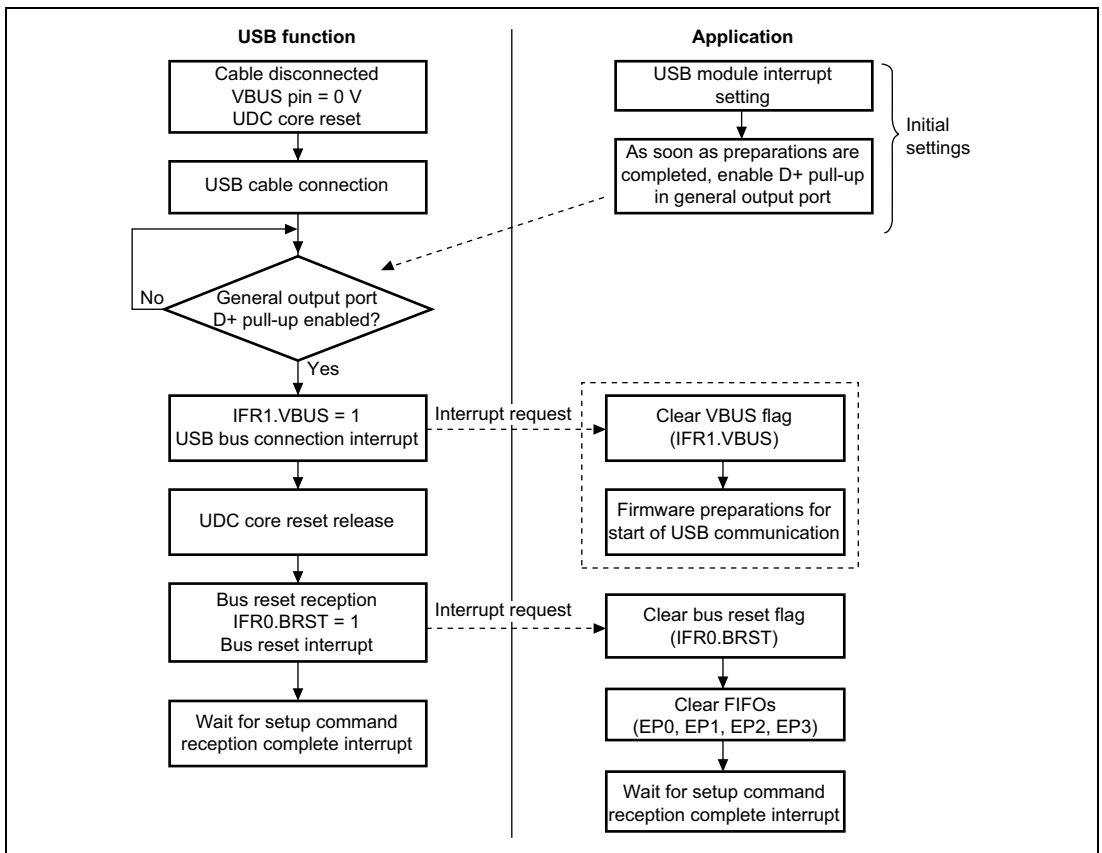 USB function
Cable disconnected
VBUS pin = 0 V
UDC core reset
USB cable connection
No
General output port
D+ pull-up enabled?
Yes
IFR1.VBUS = 1
USB bus connection interrupt
Interrupt request
UDC core reset release
Bus reset reception
IFR0.BRST = 1
Bus reset interrupt
Interrupt request
Wait for setup command
reception complete interrupt
Application
USB module interrupt
setting
As soon as preparations are
completed, enable D+ pull-up
in general output port
Initial
settings
Clear VBUS flag
(IFR1.VBUS)
Firmware preparations for
start of USB communication
Clear bus reset flag
(IFR0.BRST)
Clear FIFOs
(EP0, EP1, EP2, EP3)
Wait for setup command
reception complete interrupt